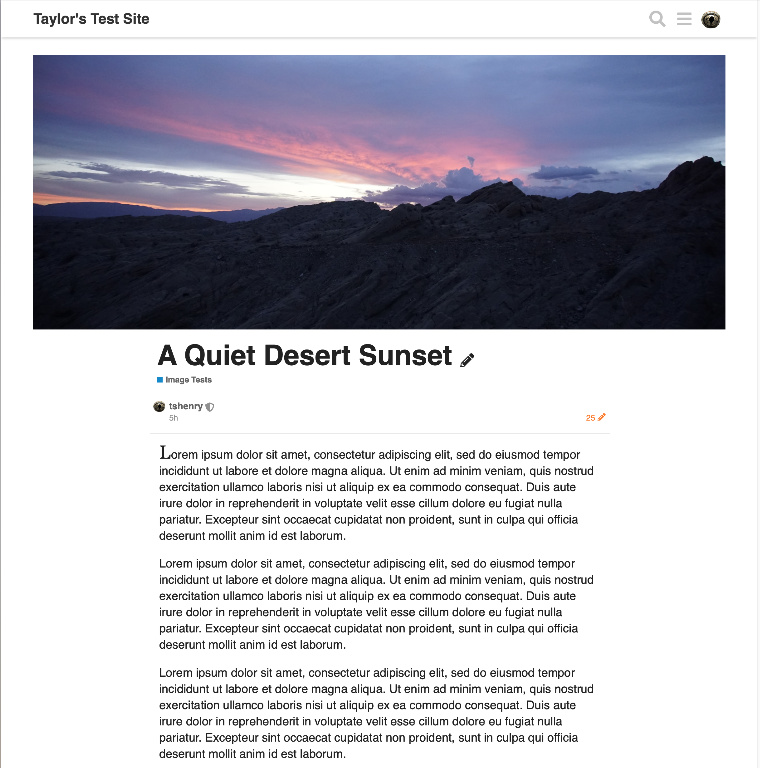 Taylor's Test Site
A Quiet Desert Sunset
Image Tests
tshenry
5h
25
Lorem ipsum dolor sit amet, consectetur adipiscing elit, sed do eiusmod tempor
incididunt ut labore et dolore magna aliqua. Ut enim ad minim veniam, quis nostrud
exercitation ullamco laboris nisi ut aliquip ex ea commodo consequat. Duis aute
irure dolor in reprehenderit in voluptate velit esse cillum dolore eu fugiat nulla
pariatur. Excepteur sint occaecat cupidatat non proident, sunt in culpa qui officia
deserunt mollit anim id est laborum.
Lorem ipsum dolor sit amet, consectetur adipiscing elit, sed do eiusmod tempor
incididunt ut labore et dolore magna aliqua. Ut enim ad minim veniam, quis nostrud
exercitation ullamco laboris nisi ut aliquip ex ea commodo consequat. Duis aute
irure dolor in reprehenderit in voluptate velit esse cillum dolore eu fugiat nulla
pariatur. Excepteur sint occaecat cupidatat non proident, sunt in culpa qui officia
deserunt mollit anim id est laborum.
Lorem ipsum dolor sit amet, consectetur adipiscing elit, sed do eiusmod tempor
incididunt ut labore et dolore magna aliqua. Ut enim ad minim veniam, quis nostrud
exercitation ullamco laboris nisi ut aliquip ex ea commodo consequat. Duis aute
irure dolor in reprehenderit in voluptate velit esse cillum dolore eu fugiat nulla
pariatur. Excepteur sint occaecat cupidatat non proident, sunt in culpa qui officia
deserunt mollit anim id est laborum.